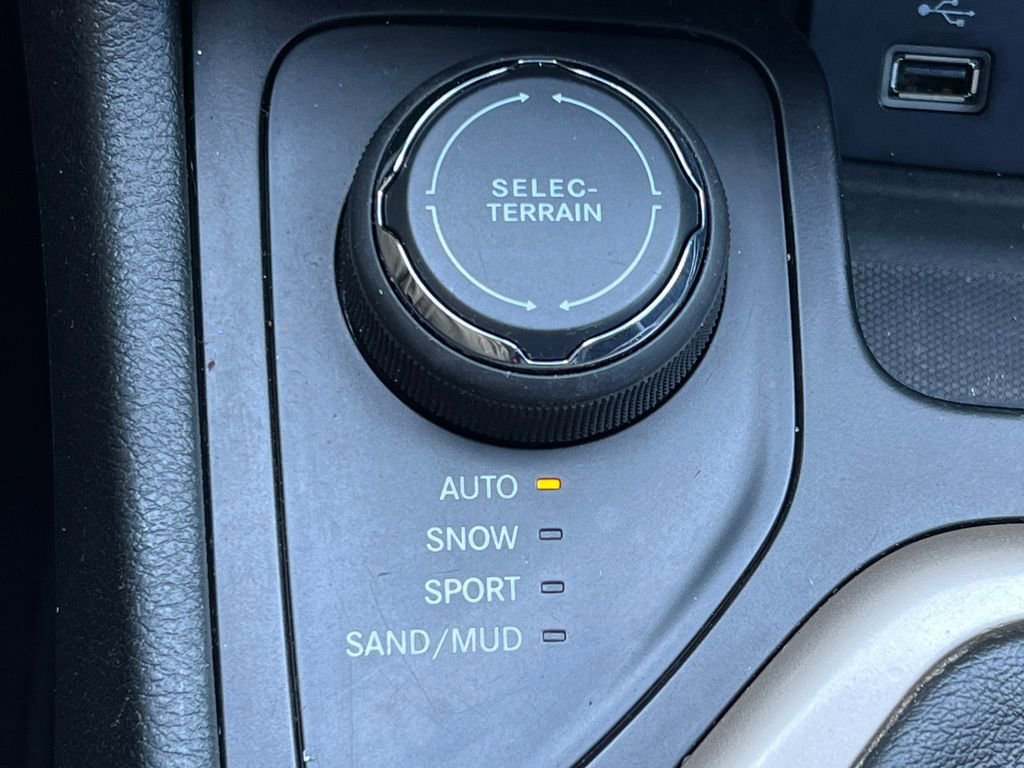 SELEC-
TERRAIN
AUTO
SNOW
SPORT
SAND/MUD